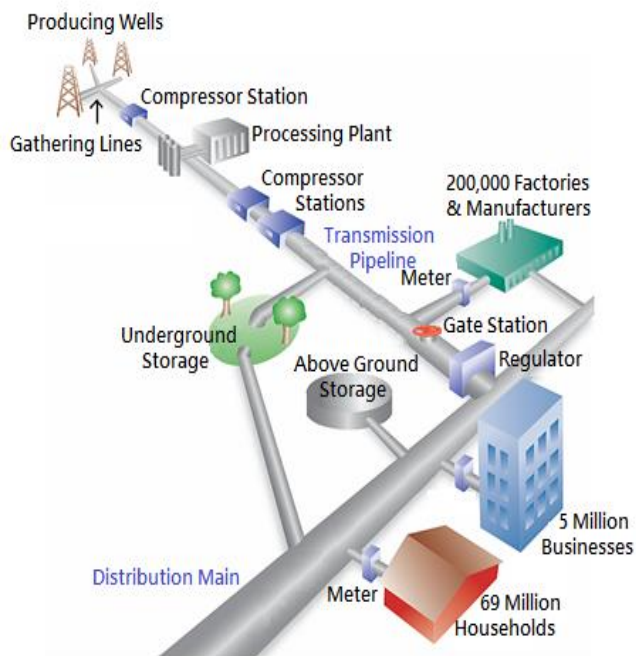 Producing Wells
Compressor Station
Gathering Lines
Processing Plant
Compressor
Stations
200,000 Factories
& Manufacturers
Transmission
Pipeline
Meter
Gate Station
Underground
Storage
Above Ground
Storage
Regulator
5 Million
Businesses
Distribution Main
Meter
69 Million
Households